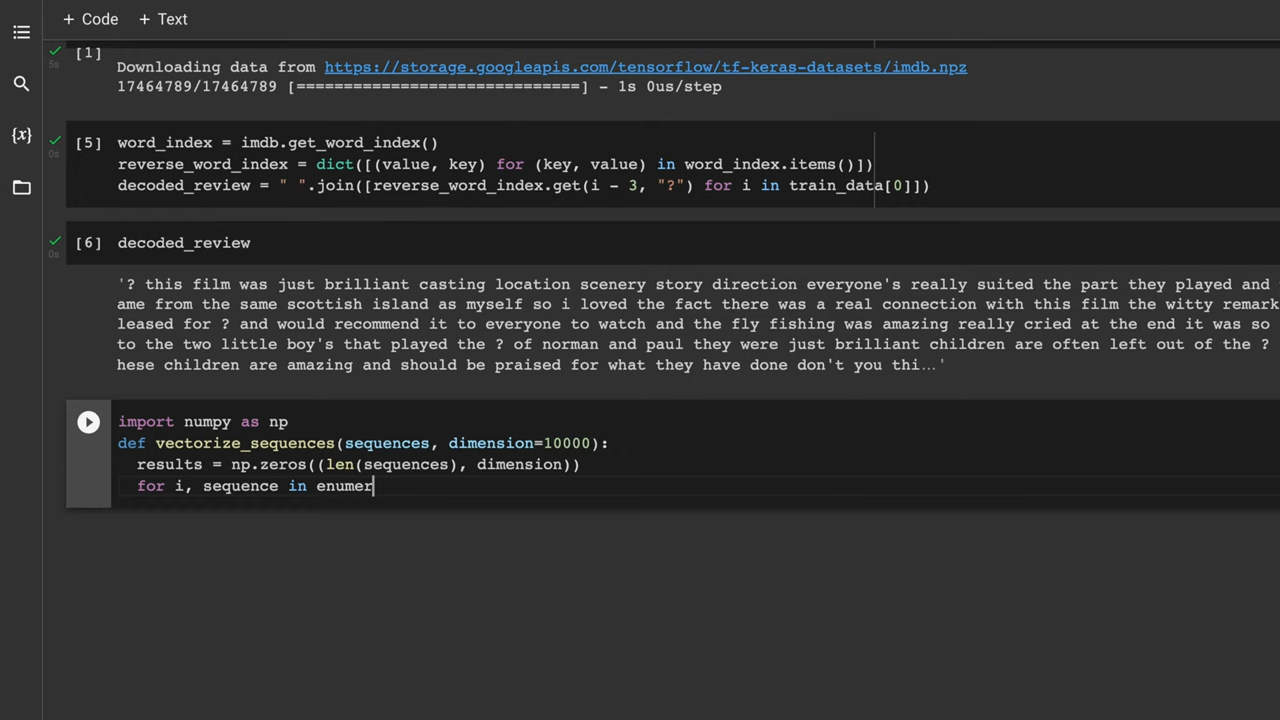 + Code + Text
[1]
5s
Downloading data from https://storage.googleapis.com/tensorflow/tf-keras-datasets/imdb.npz
17464789/17464789 [==============================] - 1s 0us/step
{x}
[5] word_index = imdb.get_word_index()
0s
reverse_word_index = dict([(value, key) for (key, value) in word_index.items()])
decoded_review = " ".join([reverse_word_index.get(i - 3, "?") for i in train_data[0]])
[6] decoded_review
0s
'? this film was just brilliant casting location scenery story direction everyone's really suited the part they played and
ame from the same scottish island as myself so i loved the fact there was a real connection with this film the witty remark
leased for ? and would recommend it to everyone to watch and the fly fishing was amazing really cried at the end it was so
to the two little boy's that played the ? of norman and paul they were just brilliant children are often left out of the ?
hese children are amazing and should be praised for what they have done don't you thi…'
import numpy as np
def vectorize_sequences(sequences, dimension=10000):
results = np.zeros((len(sequences), dimension))
for i, sequence in enumer